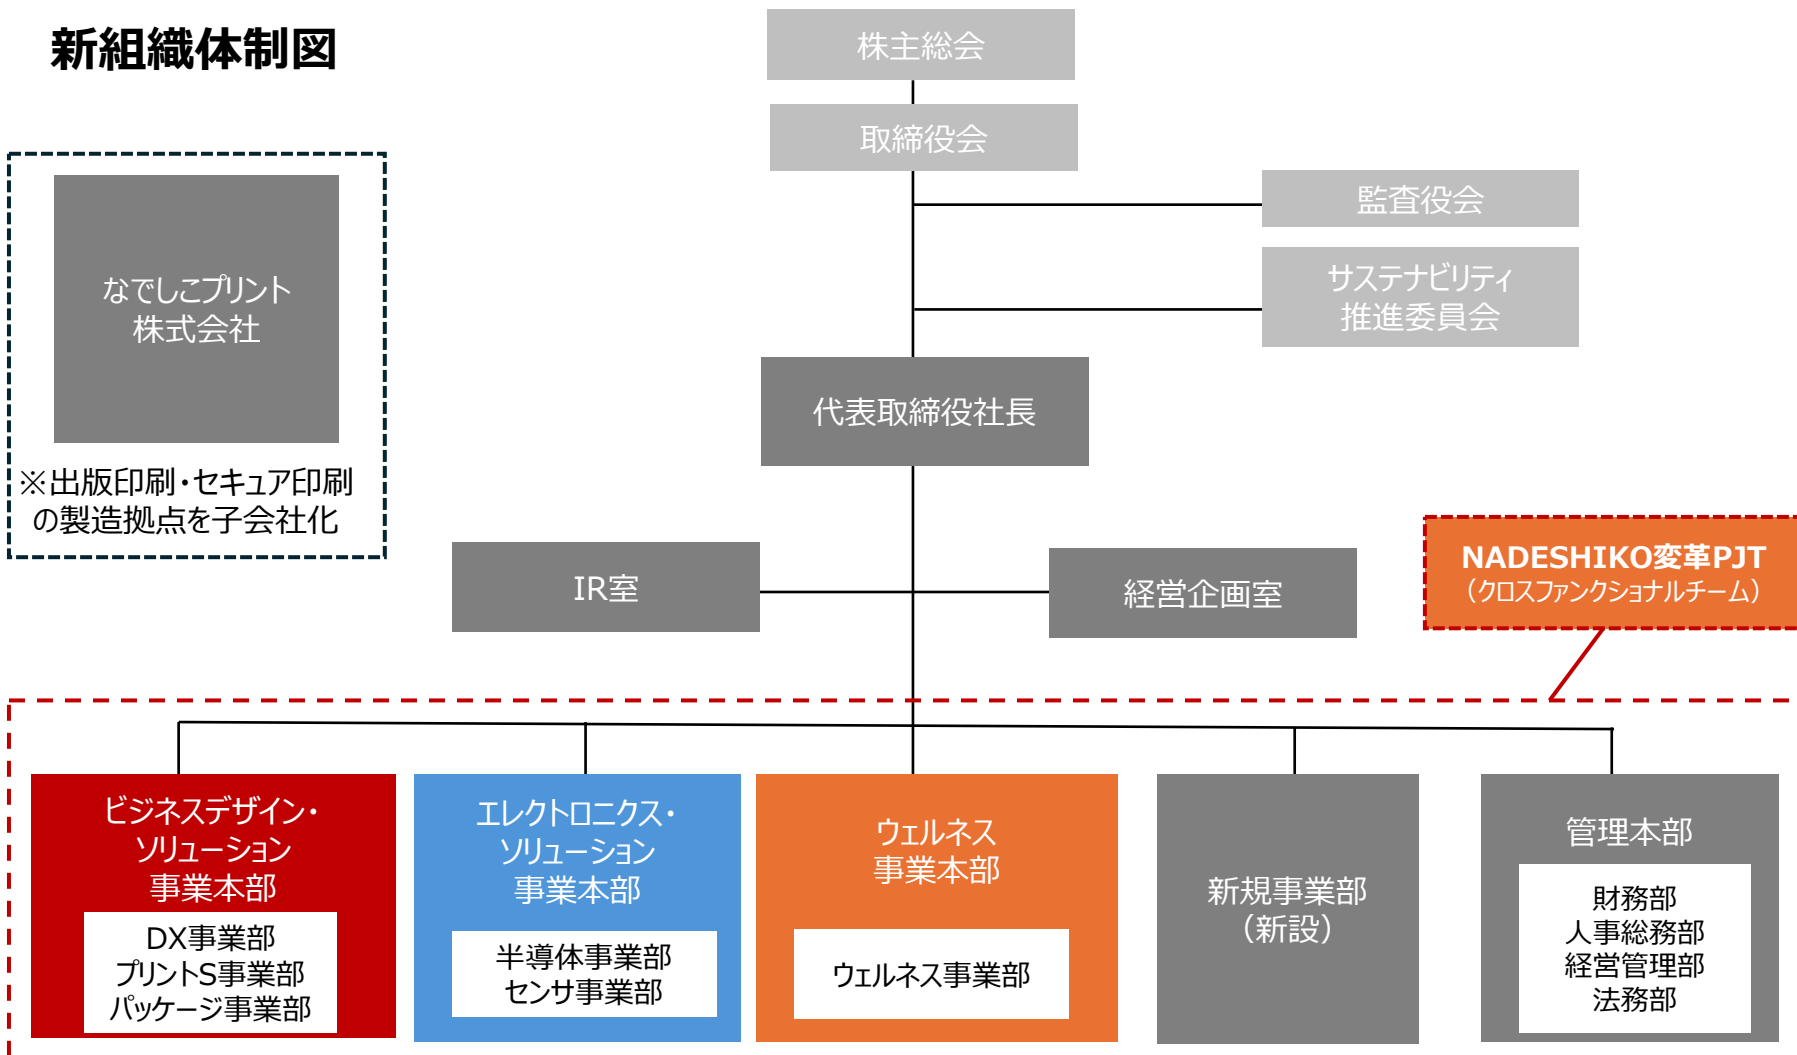 新組織体制図
株主総会
取締役会
監査役会
サステナビリティ
推進委員会
なでしこプリント
株式会社
※出版印刷・セキュア印刷
の製造拠点を子会社化
代表取締役社長
IR室
経営企画室
NADESHIKO変革PJT
（クロスファンクショナルチーム）
ビジネスデザイン・
ソリューション
事業本部
DX事業部
プリントS事業部
パッケージ事業部
エレクトロニクス・
ソリューション
事業本部
半導体事業部
センサ事業部
ウェルネス
事業本部
ウェルネス事業部
新規事業部
（新設）
管理本部
財務部
人事総務部
経営管理部
法務部